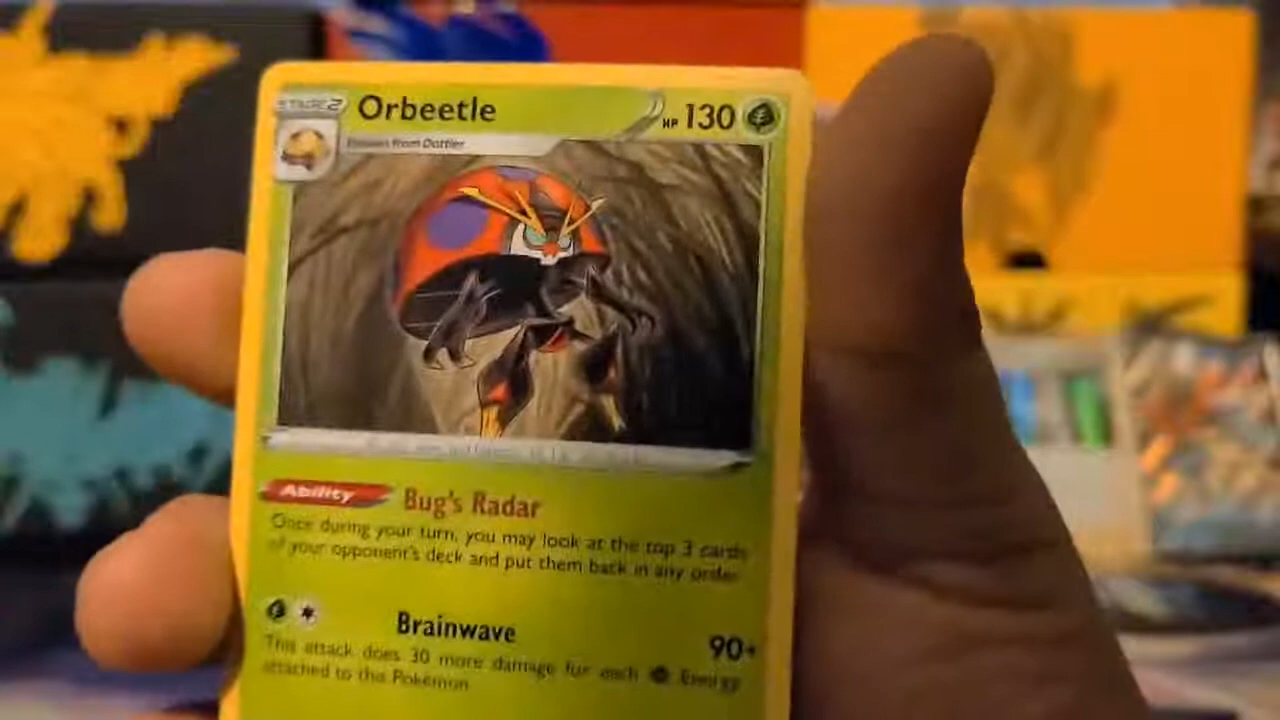 STAGE 2
Orbeetle
HP 130
Evolves from Dottler
Ability Bug's Radar
Once during your turn, you may look at the top 3 cards
of your opponent's deck and put them back in any order.
Brainwave 90+
This attack does 30 more damage for each Energy
attached to this Pokémon.